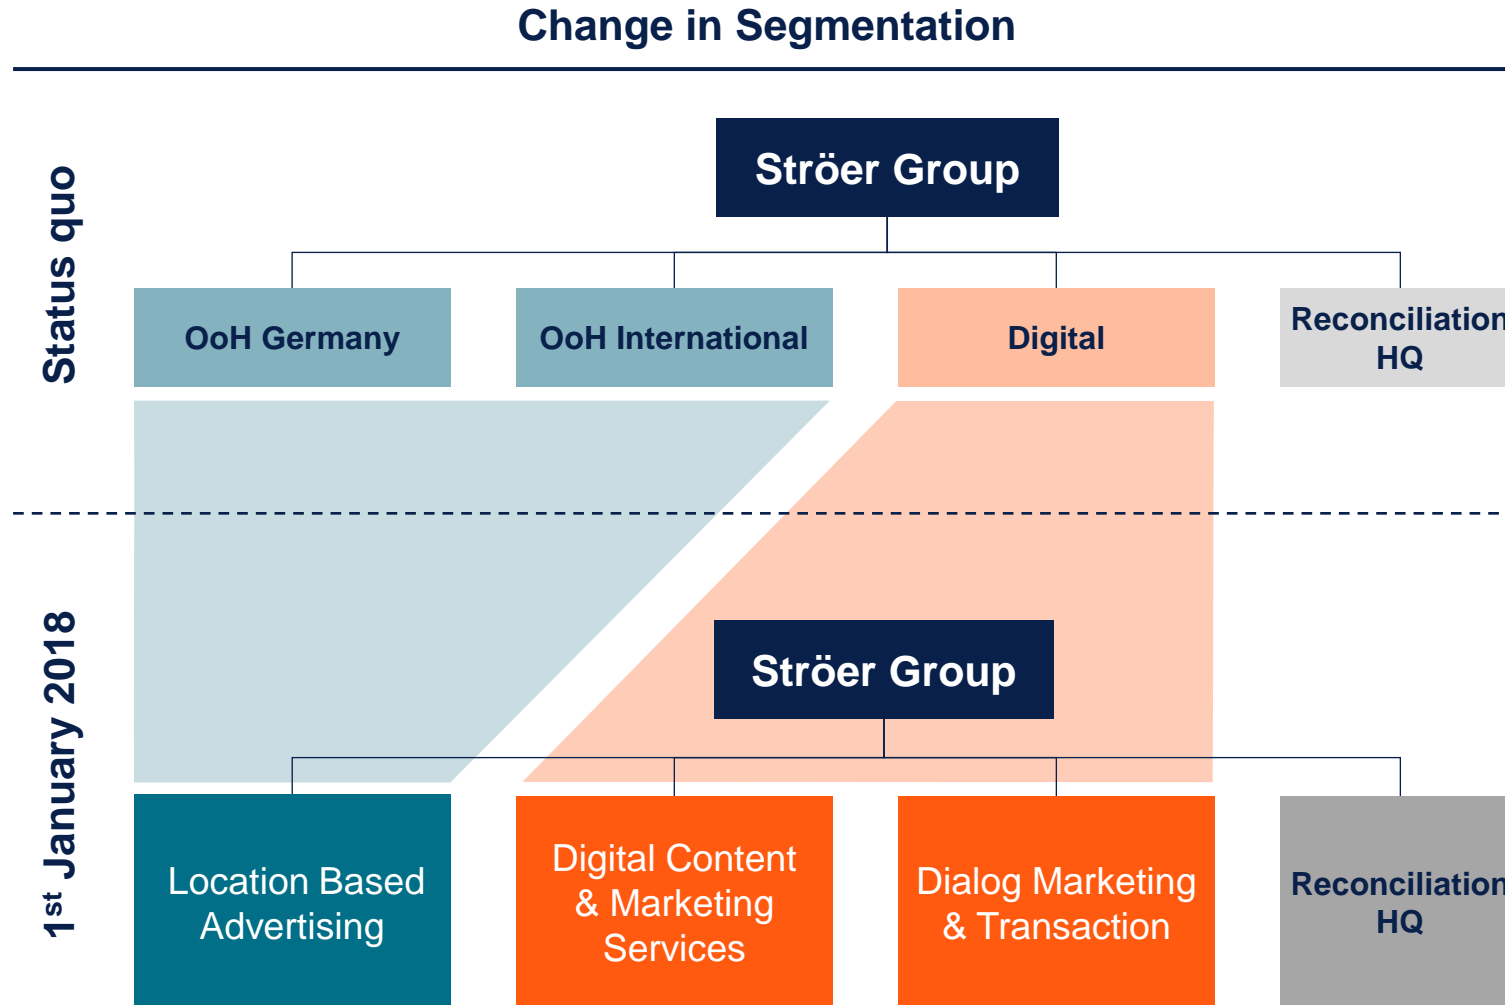 Change in Segmentation
Status quo
Ströer Group
OoH Germany
OoH International
Digital
Reconciliation
HQ
1st January 2018
Ströer Group
Location Based
Advertising
Digital Content
& Marketing
Services
Dialog Marketing
& Transaction
Reconciliation
HQ